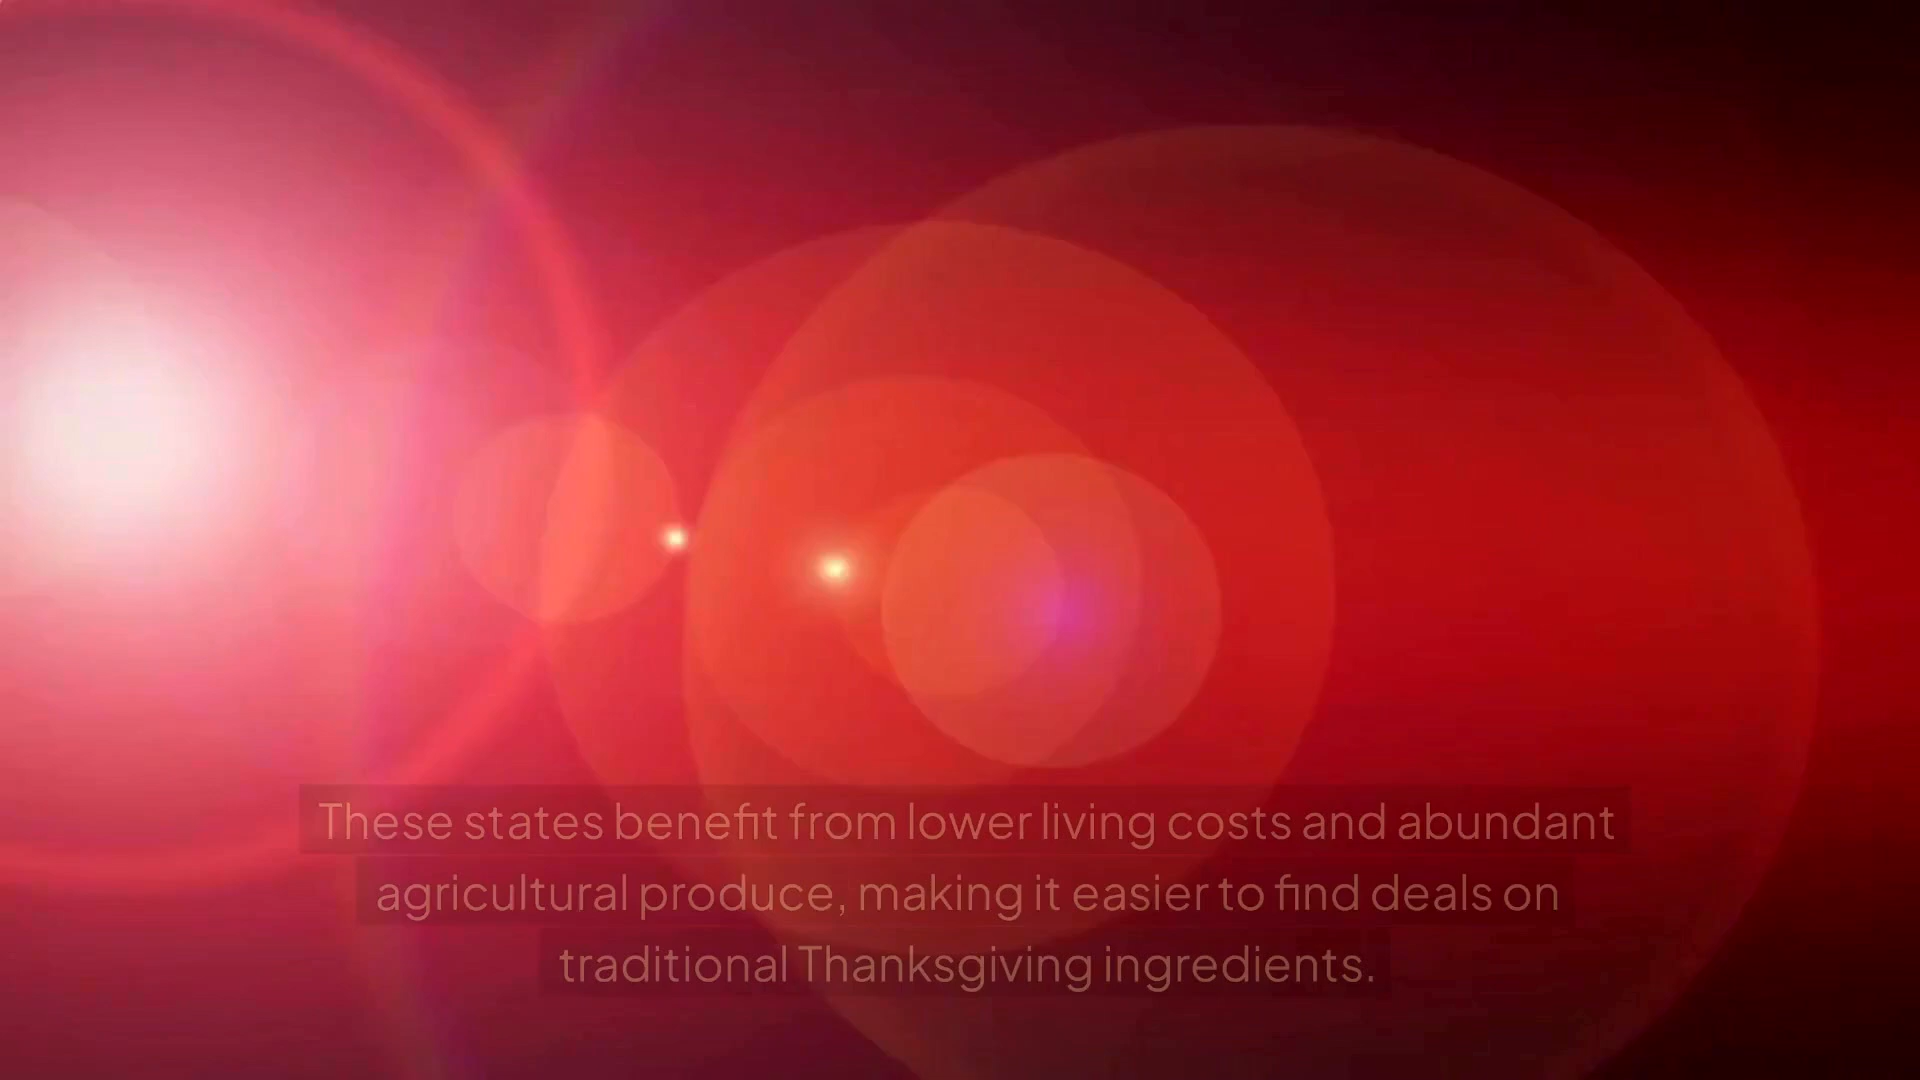 These states benefit from lower living costs and abundant
agricultural produce, making it easier to find deals on
traditional Thanksgiving ingredients.